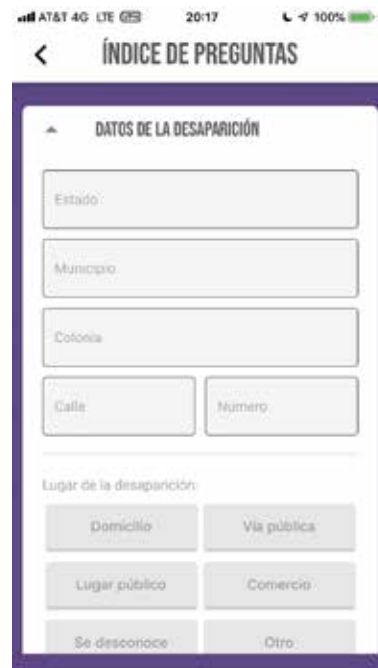 AT&T 4G LTE 20:17 100%
ÍNDICE DE PREGUNTAS
DATOS DE LA DESAPARICIÓN
Estado
Municipio
Colonia
Calle Numero
Lugar de la desaparición:
Domicilio Vía pública
Lugar público Comercio
Se desconoce Otro